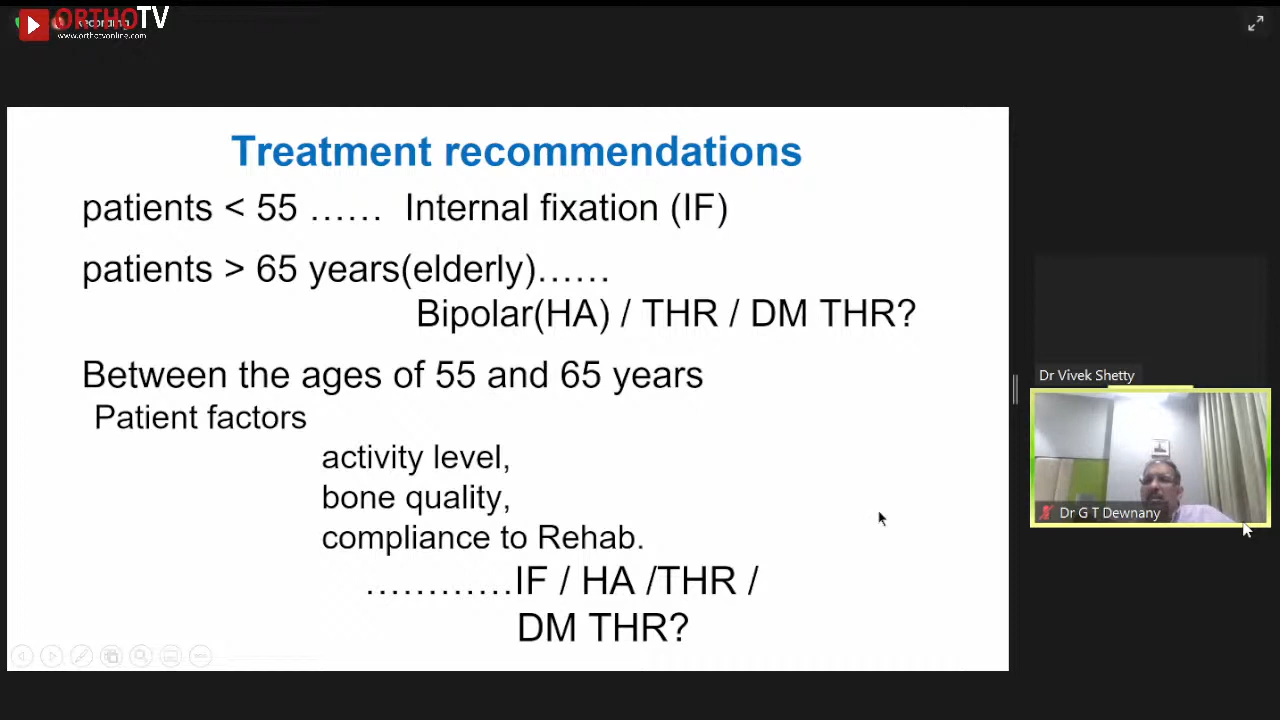 ORTHOTV
Recording
www.orthotvonline.com
Treatment recommendations
patients < 55 ...... Internal fixation (IF)
patients > 65 years(elderly)......
Bipolar(HA) / THR / DM THR?
Between the ages of 55 and 65 years
Patient factors
activity level,
bone quality,
compliance to Rehab.
............IF / HA /THR /
DM THR?
Dr Vivek Shetty
Dr G T Dewnany